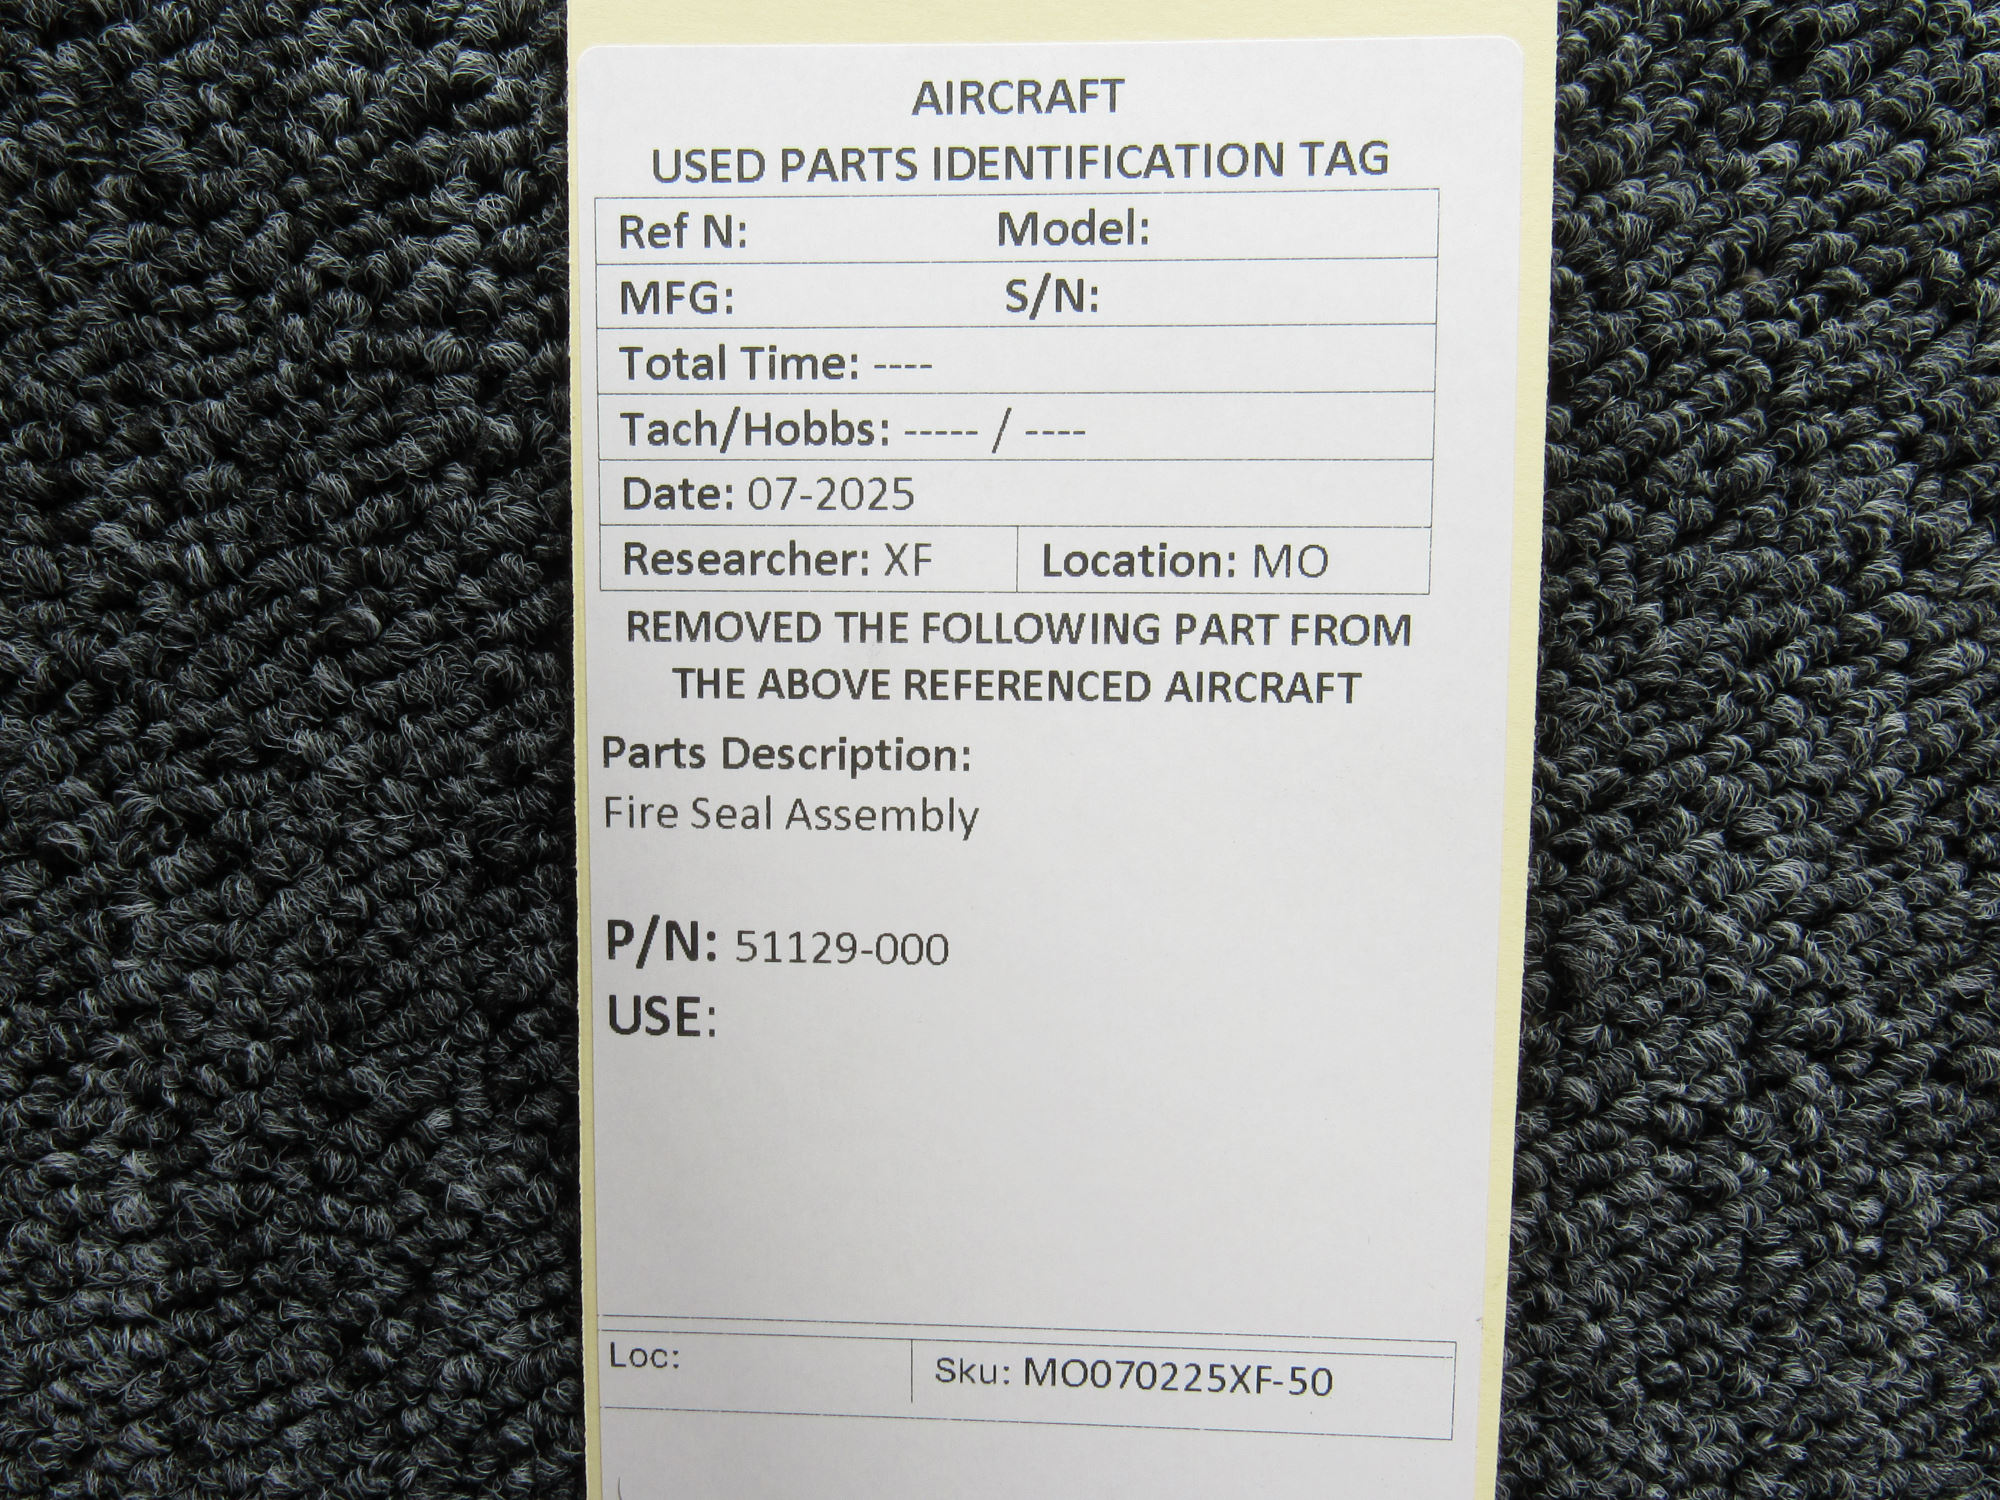 AIRCRAFT
USED PARTS IDENTIFICATION TAG
Ref N: Model:
MFG: S/N:
Total Time: ----
Tach/Hobbs: ----- / ----
Date: 07-2025
Researcher: XF Location: MO
REMOVED THE FOLLOWING PART FROM
THE ABOVE REFERENCED AIRCRAFT
Parts Description:
Fire Seal Assembly
P/N: 51129-000
USE:
Loc: Sku: MO070225XF-50